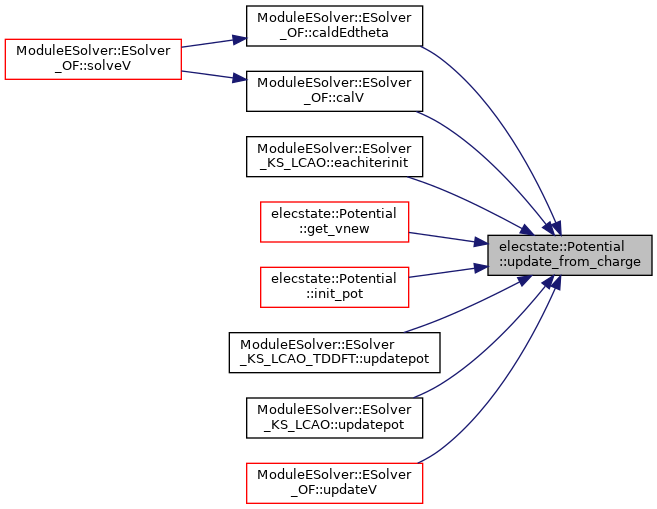 ModuleESolver::ESolver
_OF::solveV
ModuleESolver::ESolver
_OF::caldEdtheta
ModuleESolver::ESolver
_OF::calV
ModuleESolver::ESolver
_KS_LCAO::eachiterinit
elecstate::Potential
::get_vnew
elecstate::Potential
::init_pot
ModuleESolver::ESolver
_KS_LCAO_TDDFT::updatepot
ModuleESolver::ESolver
_KS_LCAO::updatepot
ModuleESolver::ESolver
_OF::updateV
elecstate::Potential
::update_from_charge